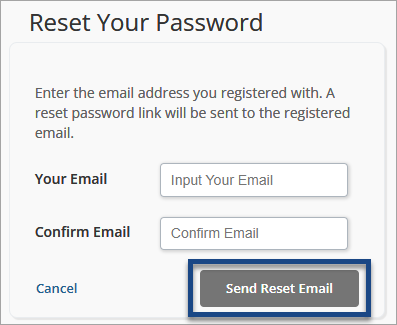 Reset Your Password
Enter the email address you registered with. A
reset password link will be sent to the registered
email.
Your Email Input Your Email
Confirm Email Confirm Email
Cancel Send Reset Email